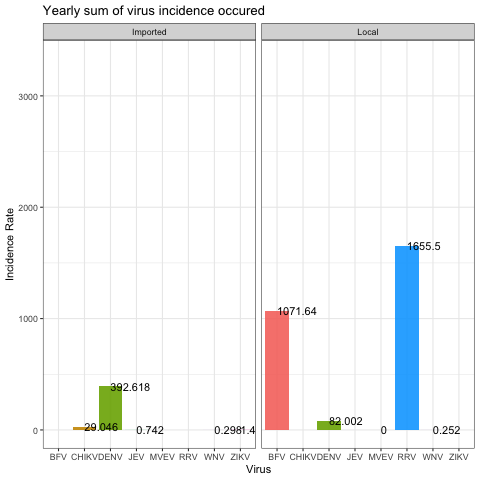 Yearly sum of virus incidence occured
Imported
Local
3000
2000
1000
0
Incidence Rate
29.046
392.618
0.742
0.298
1.4
1071.64
82.002
0
1655.5
0.252
BFV CHIKV DENV JEV MVEV RRV WNV ZIKV
BFV CHIKV DENV JEV MVEV RRV WNV ZIKV
Virus